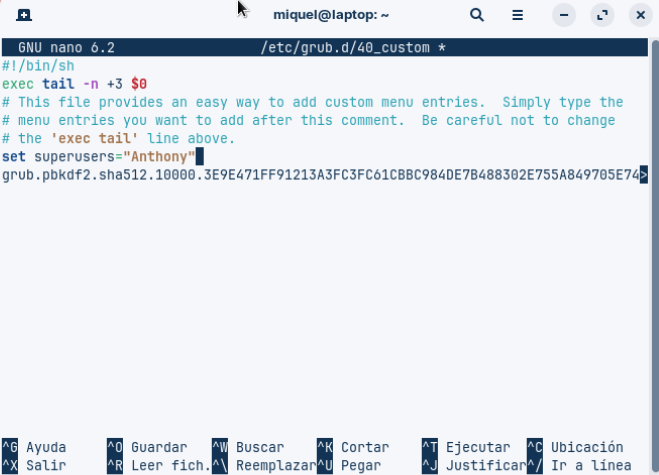 miquel@laptop: ~
GNU nano 6.2 /etc/grub.d/40_custom *
#!/bin/sh
exec tail -n +3 $0
# This file provides an easy way to add custom menu entries.  Simply type the
# menu entries you want to add after this comment.  Be careful not to change
# the 'exec tail' line above.
set superusers="Anthony"
grub.pbkdf2.sha512.10000.3E9E471FF91213A3FC3FC61CBBC984DE7B488302E755A849705E74>
^G Ayuda ^O Guardar ^W Buscar ^K Cortar ^T Ejecutar ^C Ubicación
^X Salir ^R Leer fich. ^\ Reemplazar ^U Pegar ^J Justificar ^/ Ir a línea